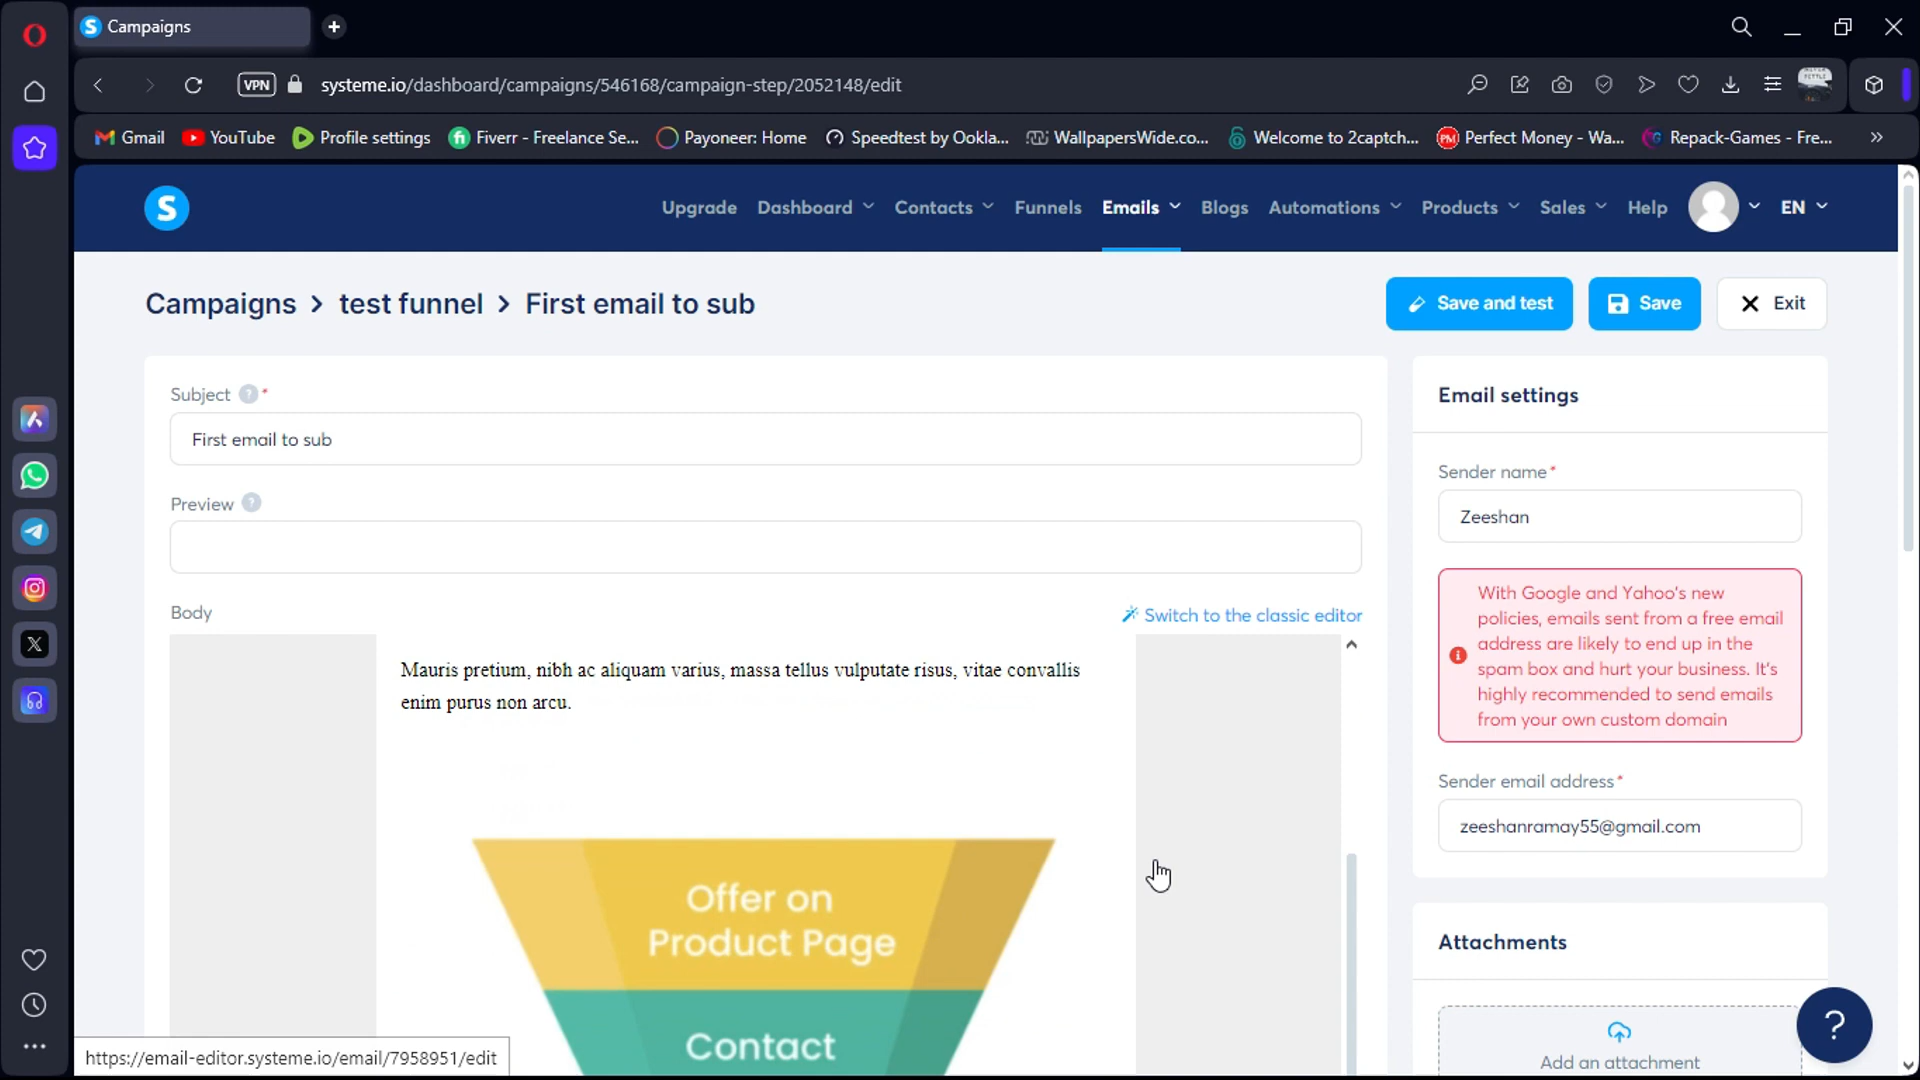 Campaigns
VPN
systeme.io/dashboard/campaigns/546168/campaign-step/2052148/edit
Gmail
YouTube
Profile settings
Fiverr - Freelance Se...
Payoneer: Home
Speedtest by Ookla...
WallpapersWide.co...
Welcome to 2captch...
PM
Perfect Money - Wa...
Repack-Games - Fre...
S
Upgrade
Dashboard
Contacts
Funnels
Emails
Blogs
Automations
Products
Sales
Help
EN
Campaigns > test funnel > First email to sub
Save and test
Save
Exit
Subject ? *
First email to sub
Preview ?
Body
Switch to the classic editor
Mauris pretium, nibh ac aliquam varius, massa tellus vulputate risus, vitae convallis
enim purus non arcu.
Offer on
Product Page
Contact
Email settings
Sender name *
Zeeshan
With Google and Yahoo's new
policies, emails sent from a free email
address are likely to end up in the
spam box and hurt your business. It's
highly recommended to send emails
from your own custom domain
Sender email address *
zeeshanramay55@gmail.com
Attachments
Add an attachment
?
https://email-editor.systeme.io/email/7958951/edit